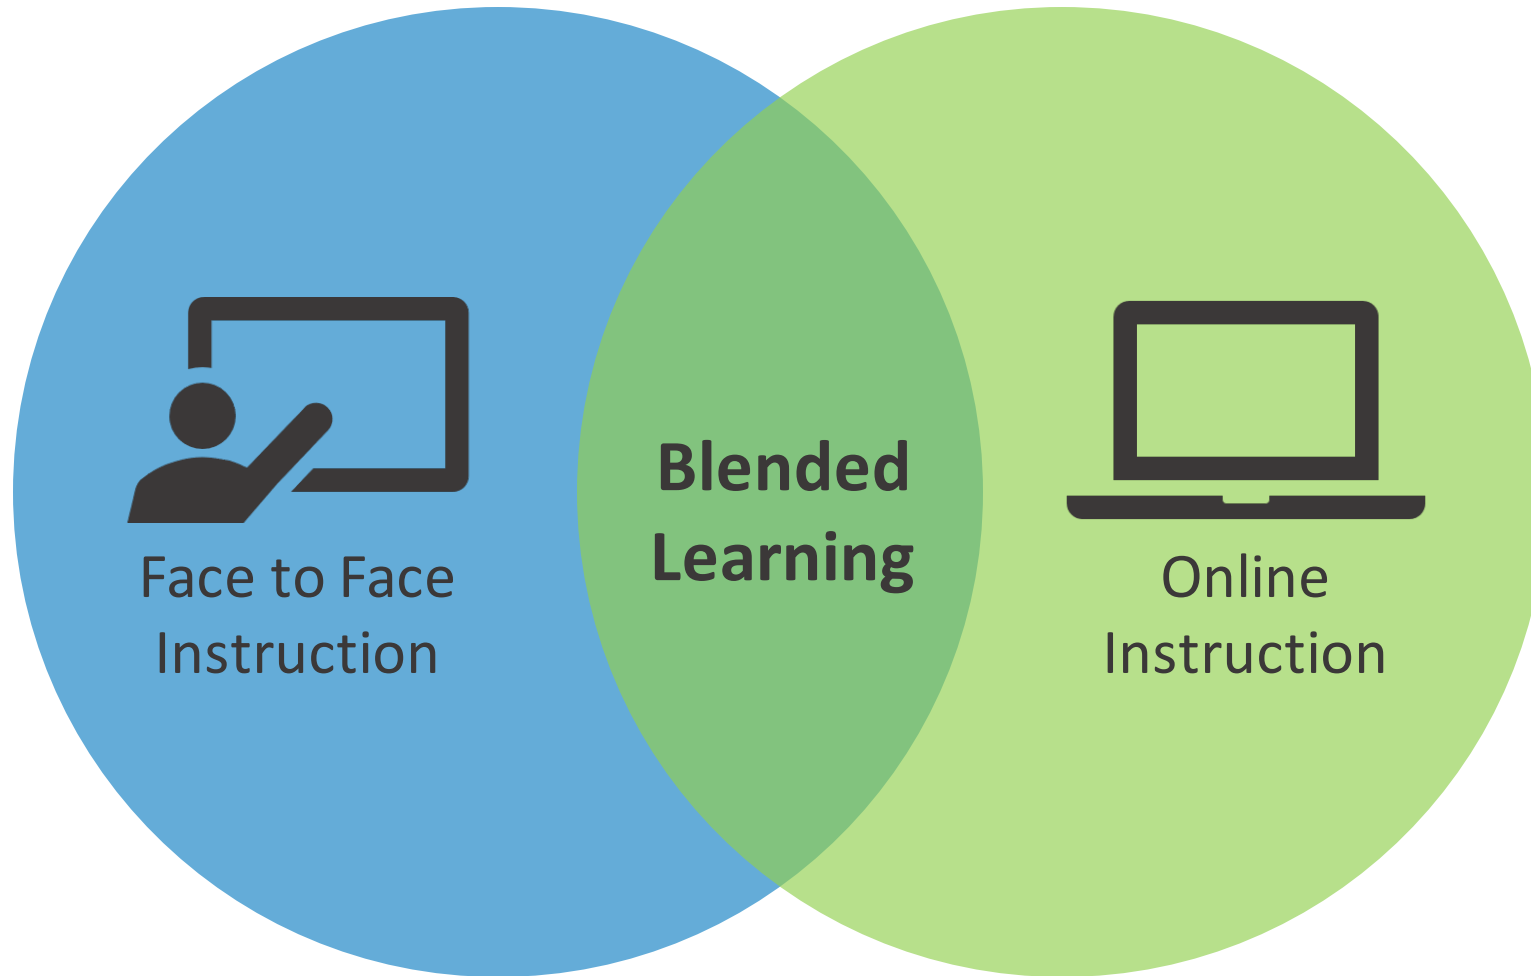 Face to Face
Instruction
Blended
Learning
Online
Instruction